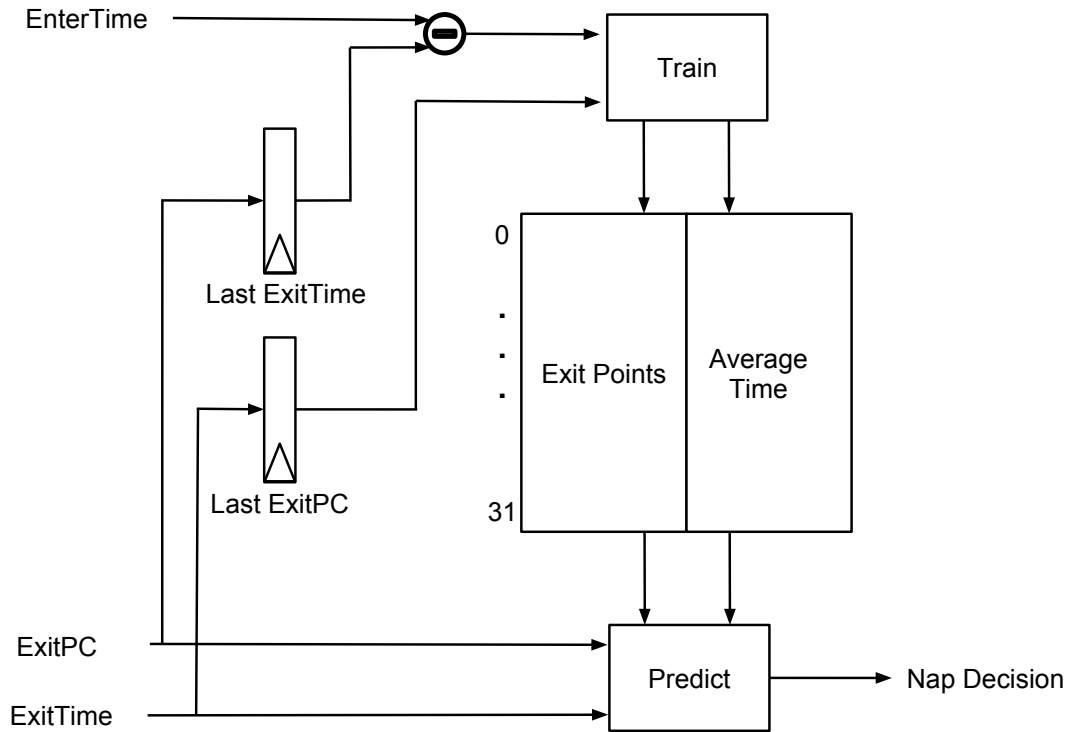 EnterTime
Train
Last ExitTime
0
.
.
.
Exit Points
Average
Time
Last ExitPC
31
ExitPC
Predict
Nap Decision
ExitTime